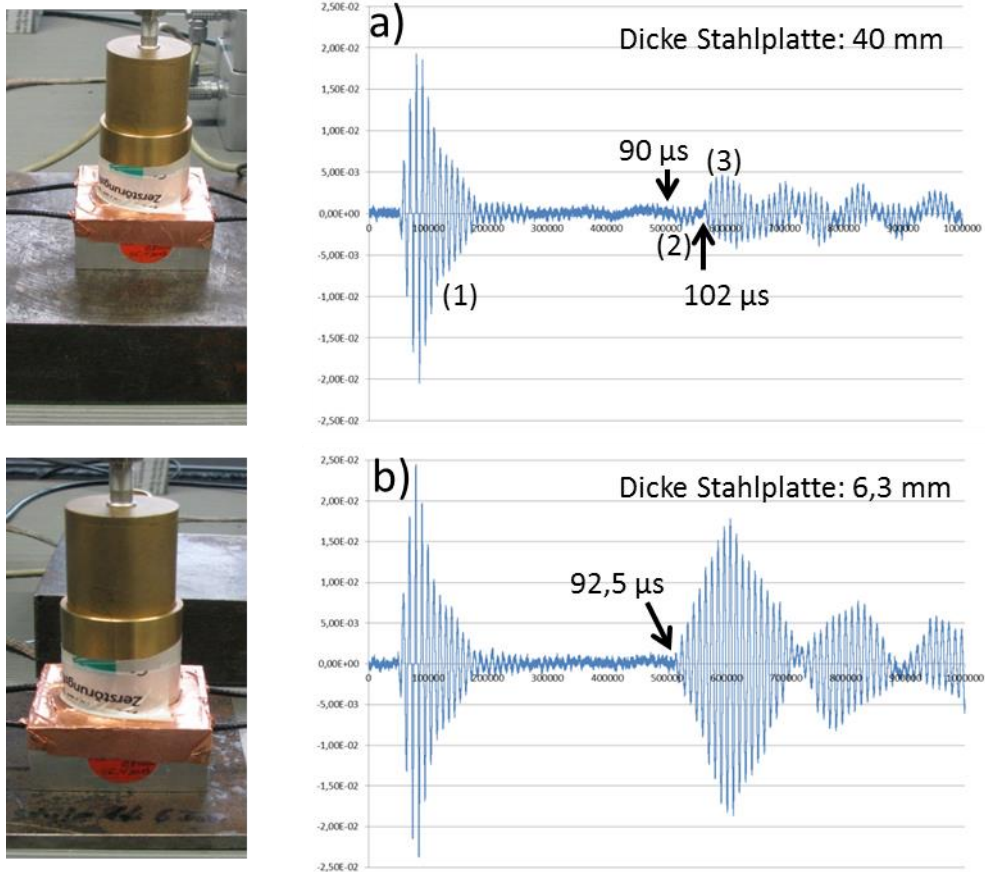 a)
Dicke Stahlplatte: 40 mm
2,50E-02
2,00E-02
1,50E-02
1,00E-02
5,00E-03
0,00E+00
-5,00E-03
-1,00E-02
-1,50E-02
-2,00E-02
-2,50E-02
0 100000 200000 300000 400000 500000 600000 700000 800000 900000 1000000
90 µs
(3)
(2)
102 µs
(1)
Zerstörungs
b)
Dicke Stahlplatte: 6,3 mm
2,50E-02
2,00E-02
1,50E-02
1,00E-02
5,00E-03
0,00E+00
-5,00E-03
-1,00E-02
-1,50E-02
-2,00E-02
-2,50E-02
0 100000 200000 300000 400000 500000 600000 700000 800000 900000 1000000
92,5 µs
Zerstörungs